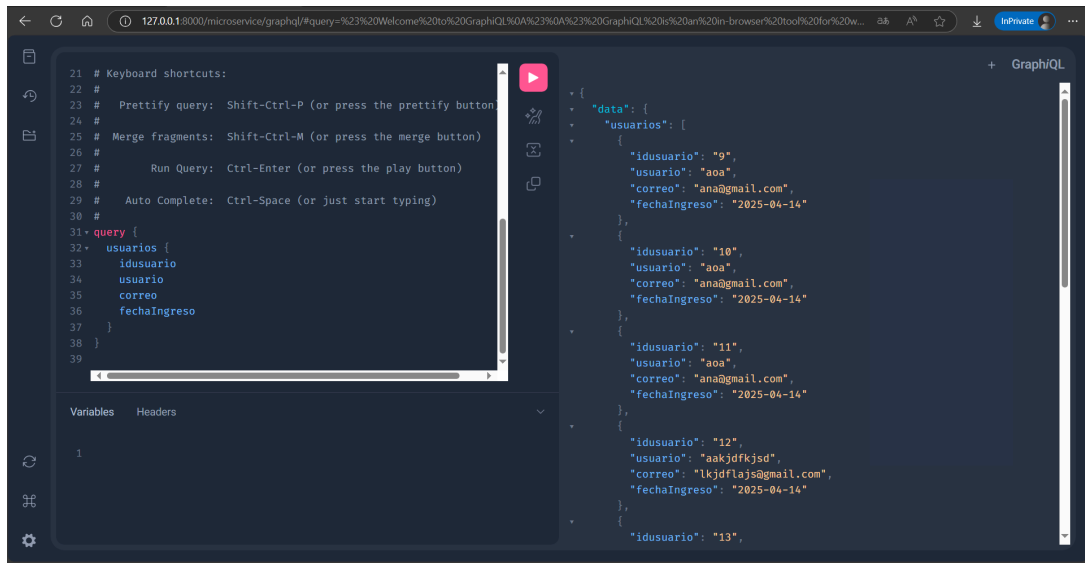 127.0.0.1:8000/microservice/graphql/#query=%23%20Welcome%20to%20GraphiQL%0A%23%0A%23%20GraphiQL%20is%20an%20in-browser%20tool%20for%20w...
InPrivate
21 # Keyboard shortcuts:
22 #
23 #   Prettify query:  Shift-Ctrl-P (or press the prettify button)
24 #
25 #  Merge fragments:  Shift-Ctrl-M (or press the merge button)
26 #
27 #        Run Query:  Ctrl-Enter (or press the play button)
28 #
29 #    Auto Complete:  Ctrl-Space (or just start typing)
30 #
31 query {
32   usuarios {
33     idusuario
34     usuario
35     correo
36     fechaIngreso
37   }
38 }
39
Variables Headers
1
+ GraphiQL
{
"data": {
"usuarios": [
{
"idusuario": "9",
"usuario": "aoa",
"correo": "ana@gmail.com",
"fechaIngreso": "2025-04-14"
},
{
"idusuario": "10",
"usuario": "aoa",
"correo": "ana@gmail.com",
"fechaIngreso": "2025-04-14"
},
{
"idusuario": "11",
"usuario": "aoa",
"correo": "ana@gmail.com",
"fechaIngreso": "2025-04-14"
},
{
"idusuario": "12",
"usuario": "aakjdfkjsd",
"correo": "lkjdflajs@gmail.com",
"fechaIngreso": "2025-04-14"
},
{
"idusuario": "13",